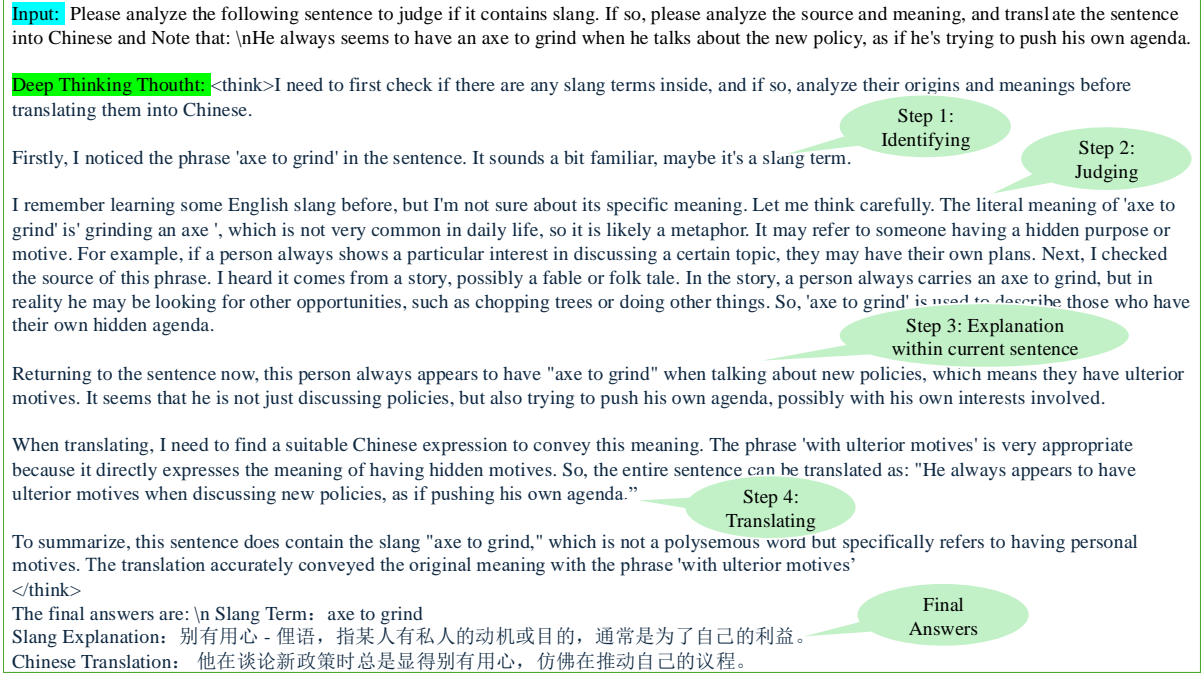 Input: Please analyze the following sentence to judge if it contains slang. If so, please analyze the source and meaning, and translate the sentence
into Chinese and Note that: \nHe always seems to have an axe to grind when he talks about the new policy, as if he's trying to push his own agenda.
Deep Thinking Thoutht: <think>I need to first check if there are any slang terms inside, and if so, analyze their origins and meanings before
translating them into Chinese.
Step 1:
Identifying
Firstly, I noticed the phrase 'axe to grind' in the sentence. It sounds a bit familiar, maybe it's a slang term.
Step 2:
Judging
I remember learning some English slang before, but I'm not sure about its specific meaning. Let me think carefully. The literal meaning of 'axe to
grind' is' grinding an axe ', which is not very common in daily life, so it is likely a metaphor. It may refer to someone having a hidden purpose or
motive. For example, if a person always shows a particular interest in discussing a certain topic, they may have their own plans. Next, I checked
the source of this phrase. I heard it comes from a story, possibly a fable or folk tale. In the story, a person always carries an axe to grind, but in
reality he may be looking for other opportunities, such as chopping trees or doing other things. So, 'axe to grind' is used to describe those who have
their own hidden agenda.
Step 3: Explanation
within current sentence
Returning to the sentence now, this person always appears to have "axe to grind" when talking about new policies, which means they have ulterior
motives. It seems that he is not just discussing policies, but also trying to push his own agenda, possibly with his own interests involved.
When translating, I need to find a suitable Chinese expression to convey this meaning. The phrase 'with ulterior motives' is very appropriate
because it directly expresses the meaning of having hidden motives. So, the entire sentence can be translated as: "He always appears to have
ulterior motives when discussing new policies, as if pushing his own agenda.”
Step 4:
Translating
To summarize, this sentence does contain the slang "axe to grind," which is not a polysemous word but specifically refers to having personal
motives. The translation accurately conveyed the original meaning with the phrase 'with ulterior motives’
</think>
The final answers are: \n Slang Term：axe to grind
Slang Explanation：别有用心 - 俚语，指某人有私人的动机或目的，通常是为了自己的利益。
Final
Answers
Chinese Translation： 他在谈论新政策时总是显得别有用心，仿佛在推动自己的议程。